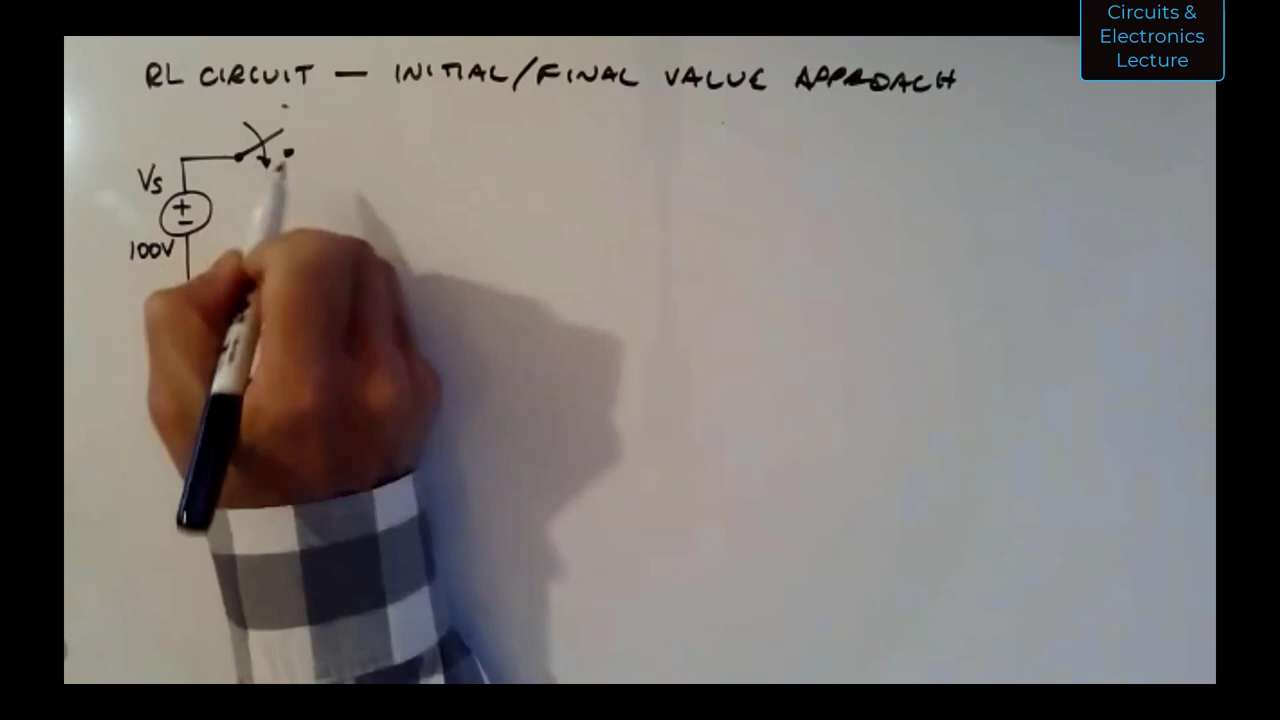 Circuits &
Electronics
Lecture
RL CIRCUIT — INITIAL/FINAL VALUE APPROACH
Vs
+
−
100V